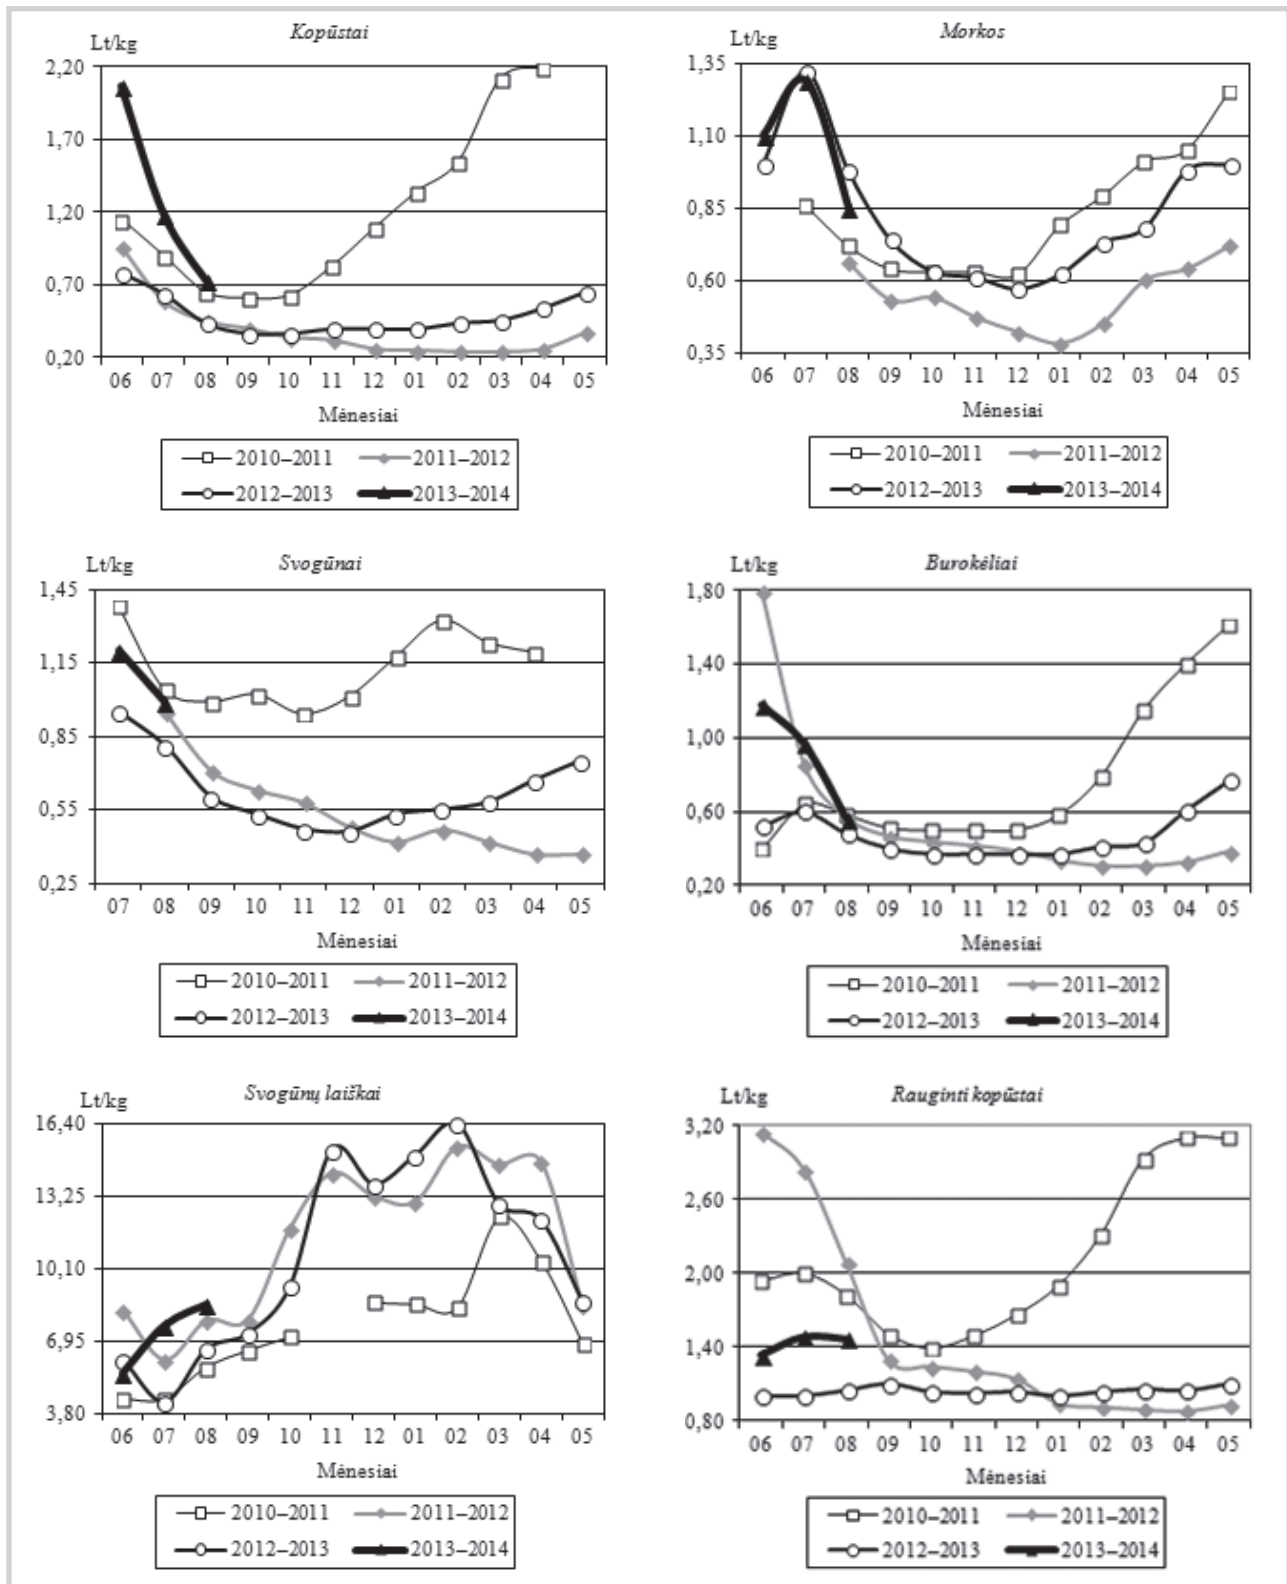 Kopūstai
Lt/kg
2,20
1,70
1,20
0,70
0,20
06 07 08 09 10 11 12 01 02 03 04 05
Mėnesiai
2010–2011 2011–2012
2012–2013 2013–2014
Morkos
Lt/kg
1,35
1,10
0,85
0,60
0,35
06 07 08 09 10 11 12 01 02 03 04 05
Mėnesiai
2010–2011 2011–2012
2012–2013 2013–2014
Svogūnai
Lt/kg
1,45
1,15
0,85
0,55
0,25
07 08 09 10 11 12 01 02 03 04 05
Mėnesiai
2010–2011 2011–2012
2012–2013 2013–2014
Burokėliai
Lt/kg
1,80
1,40
1,00
0,60
0,20
06 07 08 09 10 11 12 01 02 03 04 05
Mėnesiai
2010–2011 2011–2012
2012–2013 2013–2014
Svogūnų laiškai
Lt/kg
16,40
13,25
10,10
6,95
3,80
06 07 08 09 10 11 12 01 02 03 04 05
Mėnesiai
2010–2011 2011–2012
2012–2013 2013–2014
Rauginti kopūstai
Lt/kg
3,20
2,60
2,00
1,40
0,80
06 07 08 09 10 11 12 01 02 03 04 05
Mėnesiai
2010–2011 2011–2012
2012–2013 2013–2014